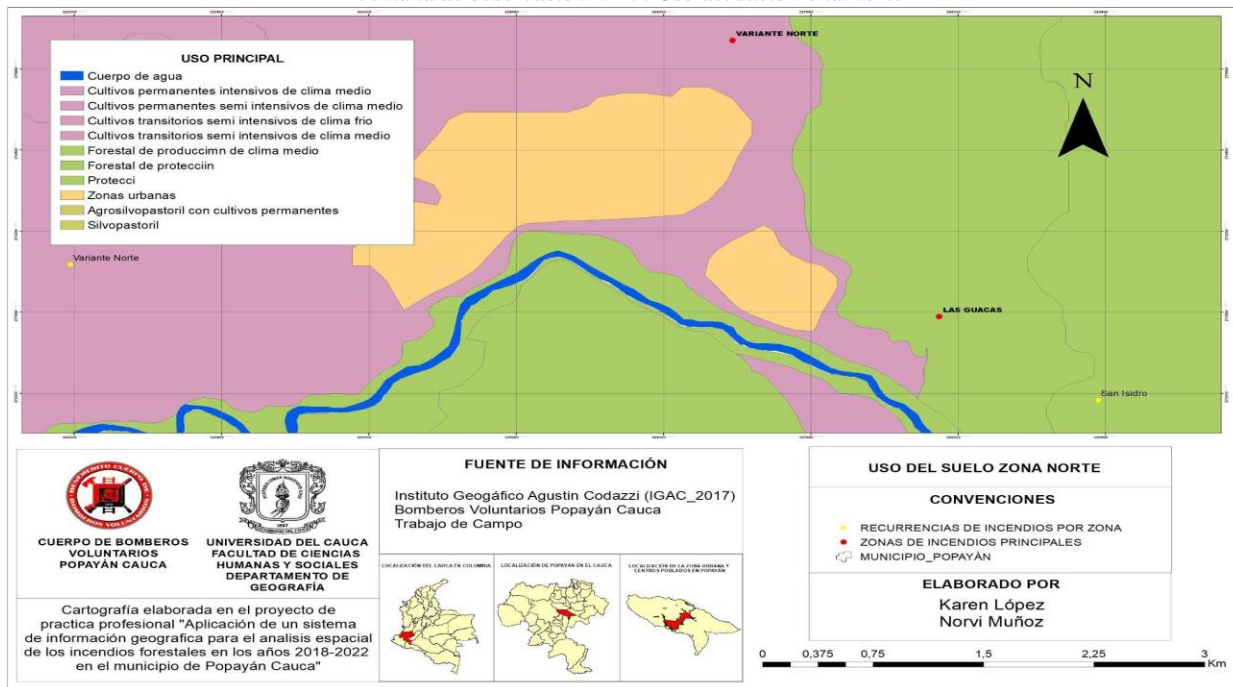 USO PRINCIPAL
Cuerpo de agua
Cultivos permanentes intensivos de clima medio
Cultivos permanentes semi intensivos de clima medio
Cultivos transitorios semi intensivos de clima frio
Cultivos transitorios semi intensivos de clima medio
Forestal de produccimn de clima medio
Forestal de protecciin
Protecci
Zonas urbanas
Agrosilvopastoril con cultivos permanentes
Silvopastoril
VARIANTE NORTE
N
Variante Norte
LAS GUACAS
San Isidro
CUERPO DE BOMBEROS
VOLUNTARIOS
POPAYÁN CAUCA
UNIVERSIDAD DEL CAUCA
FACULTAD DE CIENCIAS
HUMANAS Y SOCIALES
DEPARTAMENTO DE
GEOGRAFÍA
Cartografía elaborada en el proyecto de
practica profesional "Aplicación de un sistema
de información geografica para el analisis espacial
de los incendios forestales en los años 2018-2022
en el municipio de Popayán Cauca"
FUENTE DE INFORMACIÓN
Instituto Geogáfico Agustin Codazzi (IGAC_2017)
Bomberos Voluntarios Popayán Cauca
Trabajo de Campo
LOCALIZACIÓN DEL CAUCA EN COLOMBIA
LOCALIZACIÓN DE POPAYÁN EN EL CAUCA
LOCALIZACIÓN DE LA ZONA URBANA Y
CENTROS POBLADOS EN POPAYÁN
USO DEL SUELO ZONA NORTE
CONVENCIONES
RECURRENCIAS DE INCENDIOS POR ZONA
ZONAS DE INCENDIOS PRINCIPALES
MUNICIPIO_POPAYÁN
ELABORADO POR
Karen López
Norvi Muñoz
0 0,375 0,75 1,5 2,25 3
Km